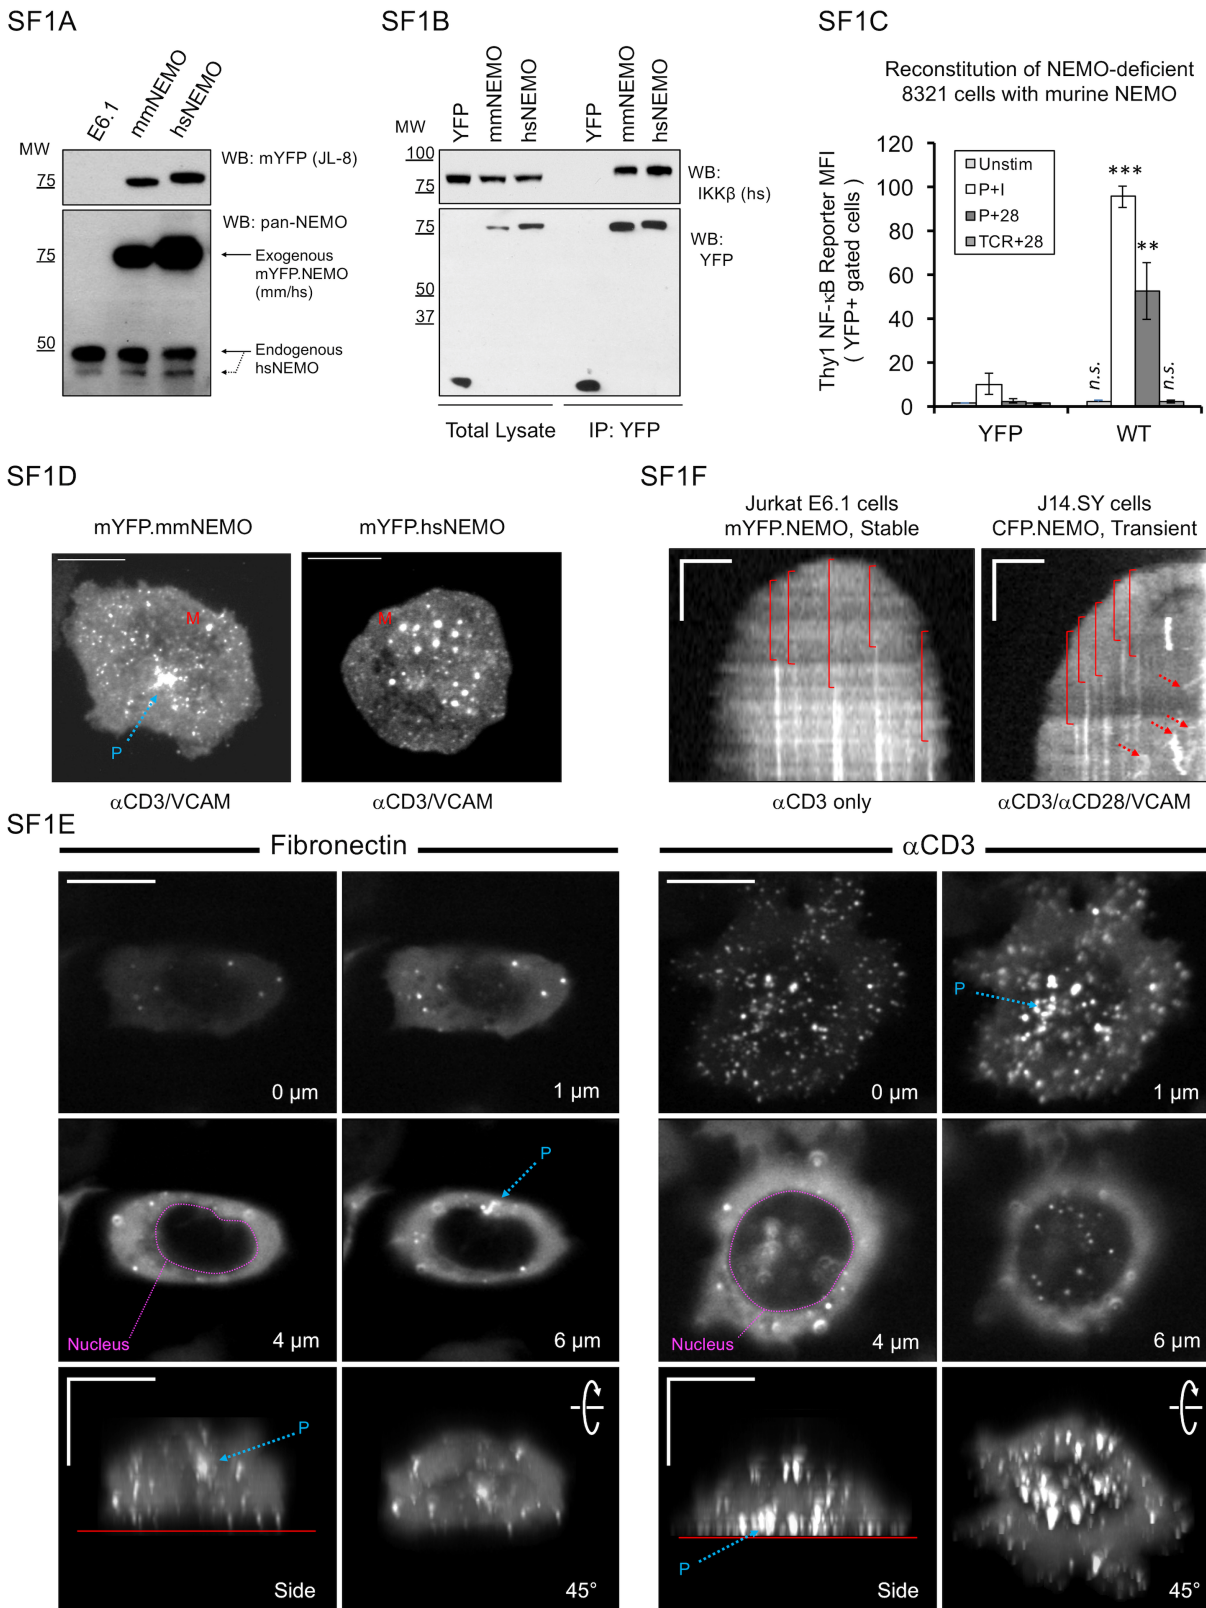 SF1A
E6.1
mmNEMO
hsNEMO
MW
75
WB: mYFP (JL-8)
WB: pan-NEMO
75
Exogenous
mYFP.NEMO
(mm/hs)
50
Endogenous
hsNEMO
SF1B
MW
YFP
mmNEMO
hsNEMO
YFP
mmNEMO
hsNEMO
100
75
WB:
IKKβ (hs)
75
WB:
YFP
50
37
Total Lysate
IP: YFP
SF1C
Reconstitution of NEMO-deficient
8321 cells with murine NEMO
Thy1 NF-κB Reporter MFI
( YFP+ gated cells )
120
100
80
60
40
20
0
Unstim
P+I
P+28
TCR+28
***
**
n.s.
n.s.
YFP
WT
SF1D
mYFP.mmNEMO
mYFP.hsNEMO
M
P
M
αCD3/VCAM
αCD3/VCAM
SF1F
Jurkat E6.1 cells
mYFP.NEMO, Stable
J14.SY cells
CFP.NEMO, Transient
αCD3 only
αCD3/αCD28/VCAM
SF1E
Fibronectin
αCD3
0 µm
1 µm
P
0 µm
1 µm
P
Nucleus
4 µm
6 µm
Nucleus
4 µm
6 µm
P
Side
45°
P
Side
45°